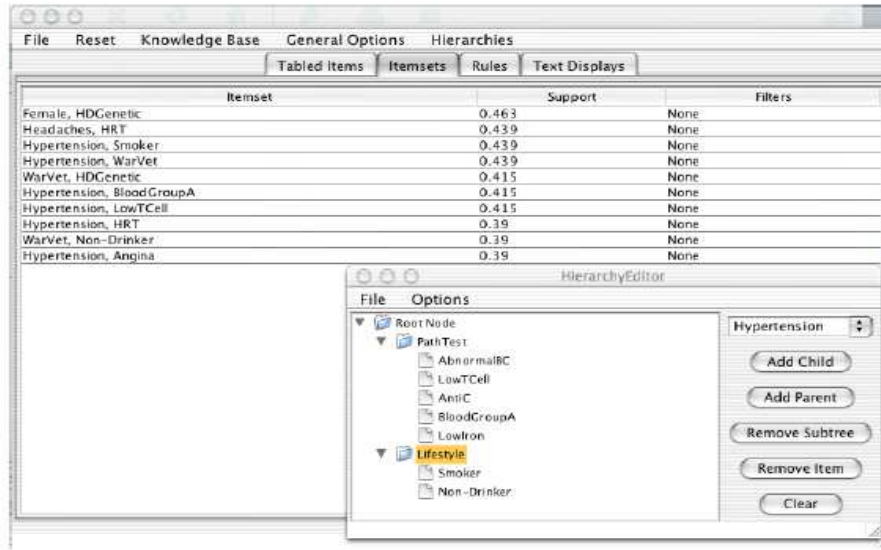 File Reset Knowledge Base General Options Hierarchies
Tabled Items Itemsets Rules Text Displays
Itemset Support Filters
Female, HDGenetic 0.463 None
Headaches, HRT 0.439 None
Hypertension, Smoker 0.439 None
Hypertension, WarVet 0.439 None
WarVet, HDGenetic 0.415 None
Hypertension, BloodGroupA 0.415 None
Hypertension, LowTCell 0.415 None
Hypertension, HRT 0.39 None
WarVet, Non-Drinker 0.39 None
Hypertension, Angina 0.39 None
HierarchyEditor
File Options
Root Node
PathTest
AbnormalBC
LowTCell
AntiC
BloodGroupA
LowIron
Lifestyle
Smoker
Non-Drinker
Hypertension
Add Child
Add Parent
Remove Subtree
Remove Item
Clear